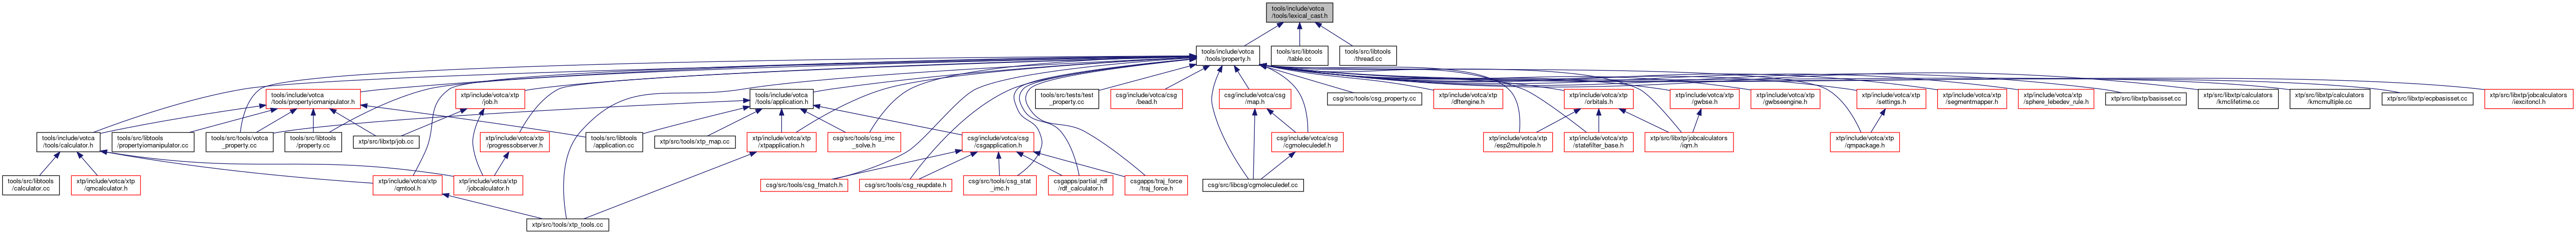 tools/include/votca
/tools/lexical_cast.h
tools/include/votca
/tools/property.h
tools/src/libtools
/table.cc
tools/src/libtools
/thread.cc
tools/include/votca
/tools/propertyiomanipulator.h
xtp/include/votca/xtp
/job.h
tools/include/votca
/tools/application.h
tools/src/tests/test
_property.cc
csg/include/votca/csg
/bead.h
csg/include/votca/csg
/map.h
csg/src/tools/csg_property.cc
xtp/include/votca/xtp
/dftengine.h
xtp/include/votca/xtp
/orbitals.h
xtp/include/votca/xtp
/gwbse.h
xtp/include/votca/xtp
/gwbseengine.h
xtp/include/votca/xtp
/settings.h
xtp/include/votca/xtp
/segmentmapper.h
xtp/include/votca/xtp
/sphere_lebedev_rule.h
xtp/src/libxtp/basisset.cc
xtp/src/libxtp/calculators
/kmclifetime.cc
xtp/src/libxtp/calculators
/kmcmultiple.cc
xtp/src/libxtp/ecpbasisset.cc
xtp/src/libxtp/jobcalculators
/iexcitoncl.h
tools/include/votca
/tools/calculator.h
tools/src/libtools
/propertyiomanipulator.cc
tools/src/tools/votca
_property.cc
tools/src/libtools
/property.cc
xtp/src/libxtp/job.cc
xtp/include/votca/xtp
/progressobserver.h
tools/src/libtools
/application.cc
xtp/src/tools/xtp_map.cc
xtp/include/votca/xtp
/xtpapplication.h
csg/src/tools/csg_imc
_solve.h
csg/include/votca/csg
/csgapplication.h
csg/include/votca/csg
/cgmoleculedef.h
xtp/include/votca/xtp
/esp2multipole.h
xtp/include/votca/xtp
/statefilter_base.h
xtp/src/libxtp/jobcalculators
/iqm.h
xtp/include/votca/xtp
/qmpackage.h
tools/src/libtools
/calculator.cc
xtp/include/votca/xtp
/qmcalculator.h
xtp/include/votca/xtp
/qmtool.h
xtp/include/votca/xtp
/jobcalculator.h
csg/src/tools/csg_fmatch.h
csg/src/tools/csg_reupdate.h
csg/src/tools/csg_stat
_imc.h
csgapps/partial_rdf
/rdf_calculator.h
csgapps/traj_force
/traj_force.h
csg/src/libcsg/cgmoleculedef.cc
xtp/src/tools/xtp_tools.cc